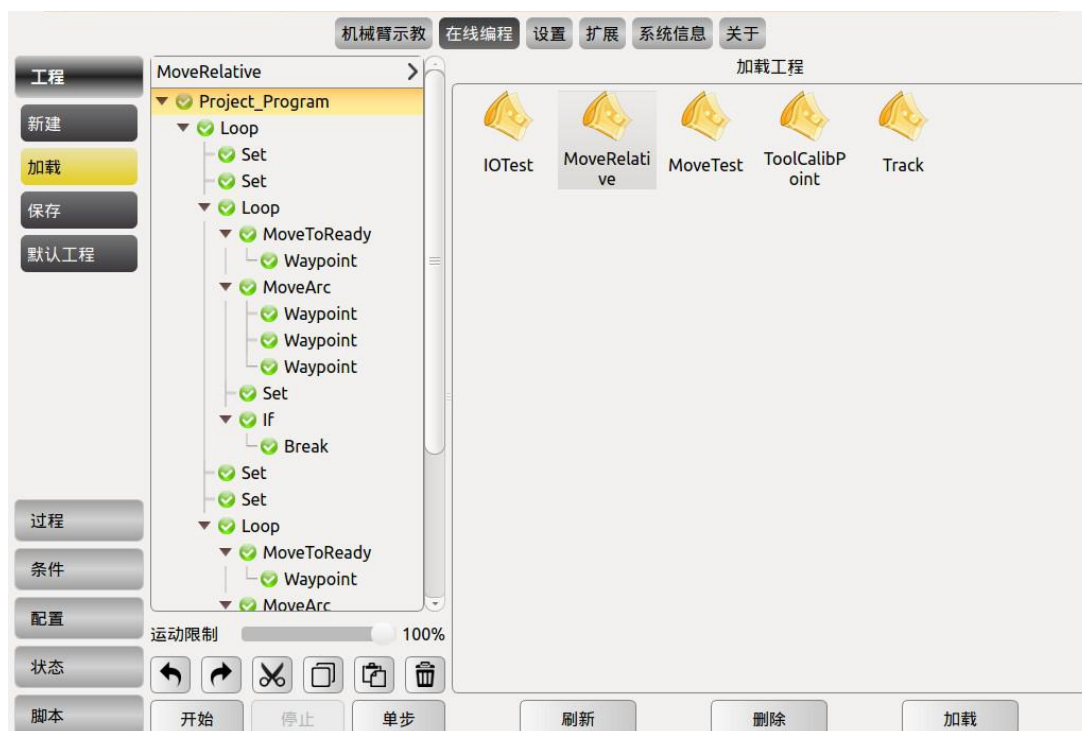 机械臂示教 在线编程 设置 扩展 系统信息 关于
工程
新建
加载
保存
默认工程
过程
条件
配置
状态
脚本
MoveRelative
Project_Program
Loop
Set
Set
Loop
MoveToReady
Waypoint
MoveArc
Waypoint
Waypoint
Waypoint
Set
If
Break
Set
Set
Loop
MoveToReady
Waypoint
MoveArc
运动限制 100%
开始 停止 单步
加载工程
IOTest
MoveRelati
ve
MoveTest
ToolCalibP
oint
Track
刷新 删除 加载